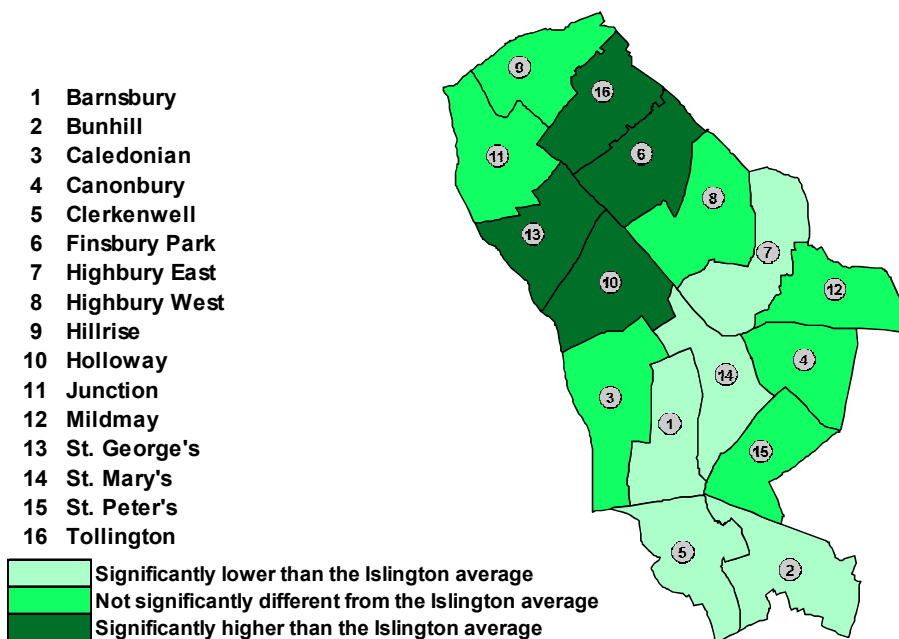 1 Barnsbury
2 Bunhill
3 Caledonian
4 Canonbury
5 Clerkenwell
6 Finsbury Park
7 Highbury East
8 Highbury West
9 Hillrise
10 Holloway
11 Junction
12 Mildmay
13 St. George's
14 St. Mary's
15 St. Peter's
16 Tollington
Significantly lower than the Islington average
Not significantly different from the Islington average
Significantly higher than the Islington average
9
16
11
6
8
13
7
10
12
4
14
3
1
15
5
2